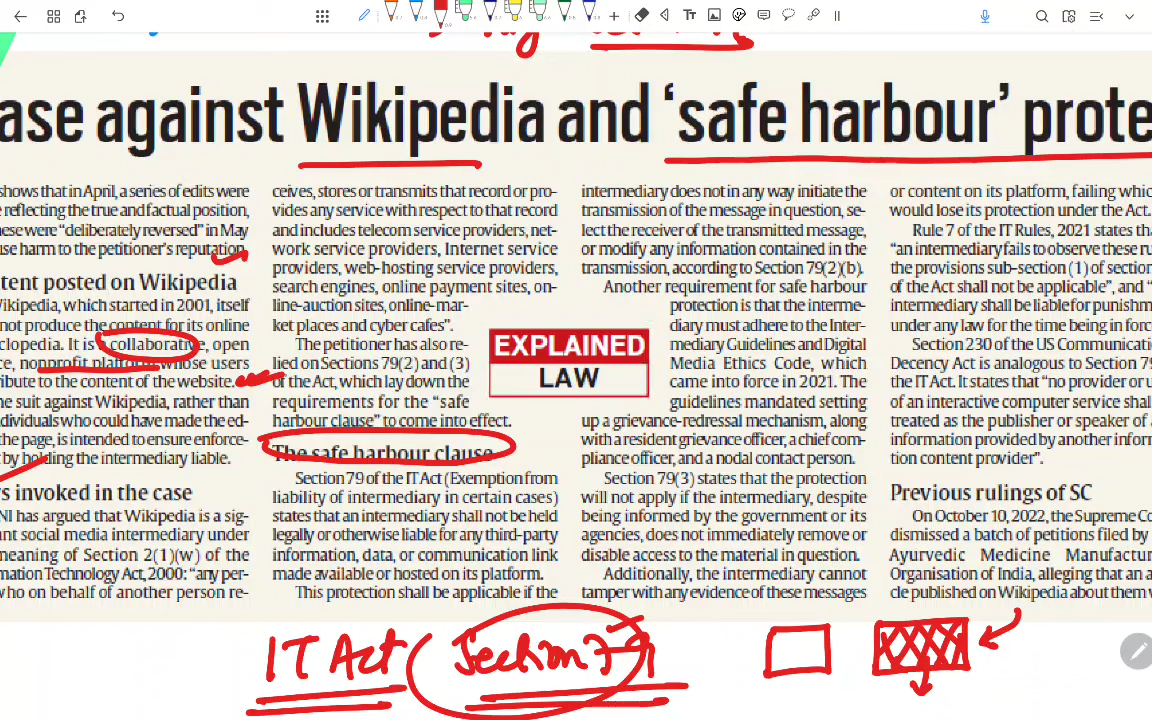 ase against Wikipedia and ‘safe harbour’ prote
shows that in April, a series of edits were
reflecting the true and factual position,
hese were “deliberately reversed” in May
use harm to the petitioner's reputation.
tent posted on Wikipedia
Wikipedia, which started in 2001, itself
not produce the content for its online
clopedia. It is a collaborative, open
ce, nonprofit platform whose users
ribute to the content of the website.
he suit against Wikipedia, rather than
dividuals who could have made the ed-
the page, is intended to ensure enforce-
t by holding the intermediary liable.
s invoked in the case
NI has argued that Wikipedia is a sig-
ant social media intermediary under
meaning of Section 2(1)(w) of the
mation Technology Act, 2000: “any per-
who on behalf of another person re-
ceives, stores or transmits that record or pro-
vides any service with respect to that record
and includes telecom service providers, net-
work service providers, Internet service
providers, web-hosting service providers,
search engines, online payment sites, on-
line-auction sites, online-mar-
ket places and cyber cafes”.
The petitioner has also re-
lied on Sections 79(2) and (3)
of the Act, which lay down the
requirements for the “safe
harbour clause” to come into effect.
The safe harbour clause
Section 79 of the IT Act (Exemption from
liability of intermediary in certain cases)
states that an intermediary shall not be held
legally or otherwise liable for any third-party
information, data, or communication link
made available or hosted on its platform.
This protection shall be applicable if the
EXPLAINED
LAW
intermediary does not in any way initiate the
transmission of the message in question, se-
lect the receiver of the transmitted message,
or modify any information contained in the
transmission, according to Section 79(2)(b).
Another requirement for safe harbour
protection is that the interme-
diary must adhere to the Inter-
mediary Guidelines and Digital
Media Ethics Code, which
came into force in 2021. The
guidelines mandated setting
up a grievance-redressal mechanism, along
with a resident grievance officer, a chief com-
pliance officer, and a nodal contact person.
Section 79(3) states that the protection
will not apply if the intermediary, despite
being informed by the government or its
agencies, does not immediately remove or
disable access to the material in question.
Additionally, the intermediary cannot
tamper with any evidence of these messages
or content on its platform, failing whic
would lose its protection under the Act.
Rule 7 of the IT Rules, 2021 states tha
“an intermediary fails to observe these ru
the provisions sub-section (1) of section
of the Act shall not be applicable”, and “
intermediary shall be liable for punishm
under any law for the time being in forc
Section 230 of the US Communicati
Decency Act is analogous to Section 79
the IT Act. It states that “no provider or u
of an interactive computer service shal
treated as the publisher or speaker of a
information provided by another inform
tion content provider”.
Previous rulings of SC
On October 10, 2022, the Supreme Co
dismissed a batch of petitions filed by
Ayurvedic Medicine Manufactur
Organisation of India, alleging that an a
cle published on Wikipedia about them w
IT Act (Section 79